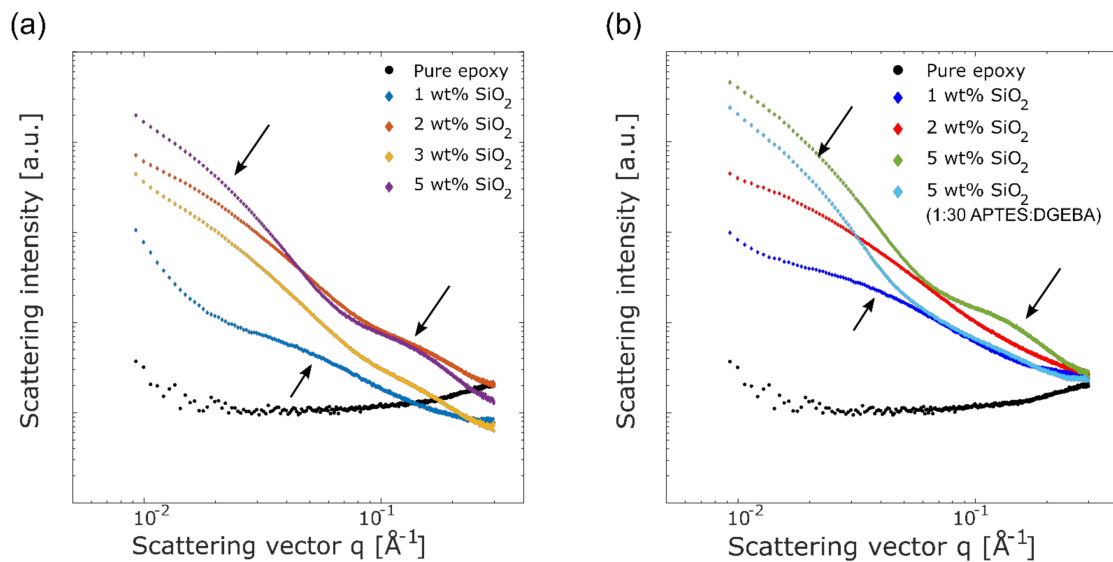 (a)
Scattering intensity [a.u.]
Pure epoxy
1 wt% SiO₂
2 wt% SiO₂
3 wt% SiO₂
5 wt% SiO₂
10⁻²
10⁻¹
Scattering vector q [Å⁻¹]
(b)
Scattering intensity [a.u.]
Pure epoxy
1 wt% SiO₂
2 wt% SiO₂
5 wt% SiO₂
5 wt% SiO₂
(1:30 APTES:DGEBA)
10⁻²
10⁻¹
Scattering vector q [Å⁻¹]